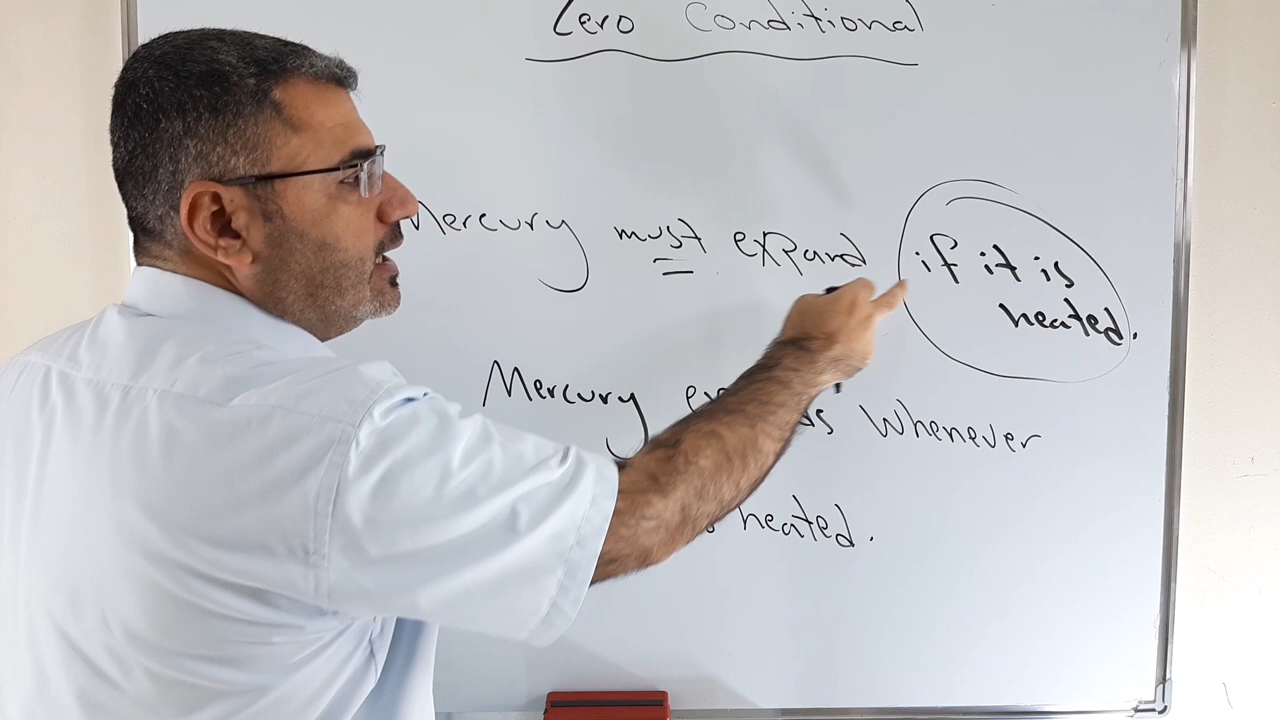 Zero Conditional
Mercury must expand if it is
heated.
Mercury whenever
heated.